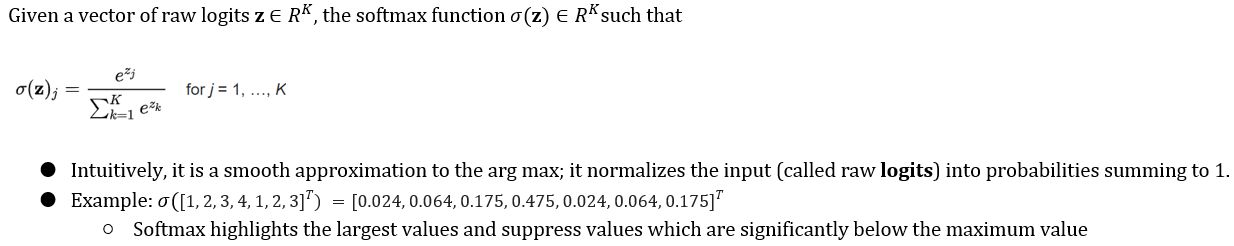 Given a vector of raw logits z ∈ R^K, the softmax function σ(z) ∈ R^K such that
σ(z)_j = e^{z_j} / ∑_{k=1}^{K} e^{z_k} for j = 1, ..., K
● Intuitively, it is a smooth approximation to the arg max; it normalizes the input (called raw logits) into probabilities summing to 1.
● Example: σ([1, 2, 3, 4, 1, 2, 3]^T) = [0.024, 0.064, 0.175, 0.475, 0.024, 0.064, 0.175]^T
○ Softmax highlights the largest values and suppress values which are significantly below the maximum value